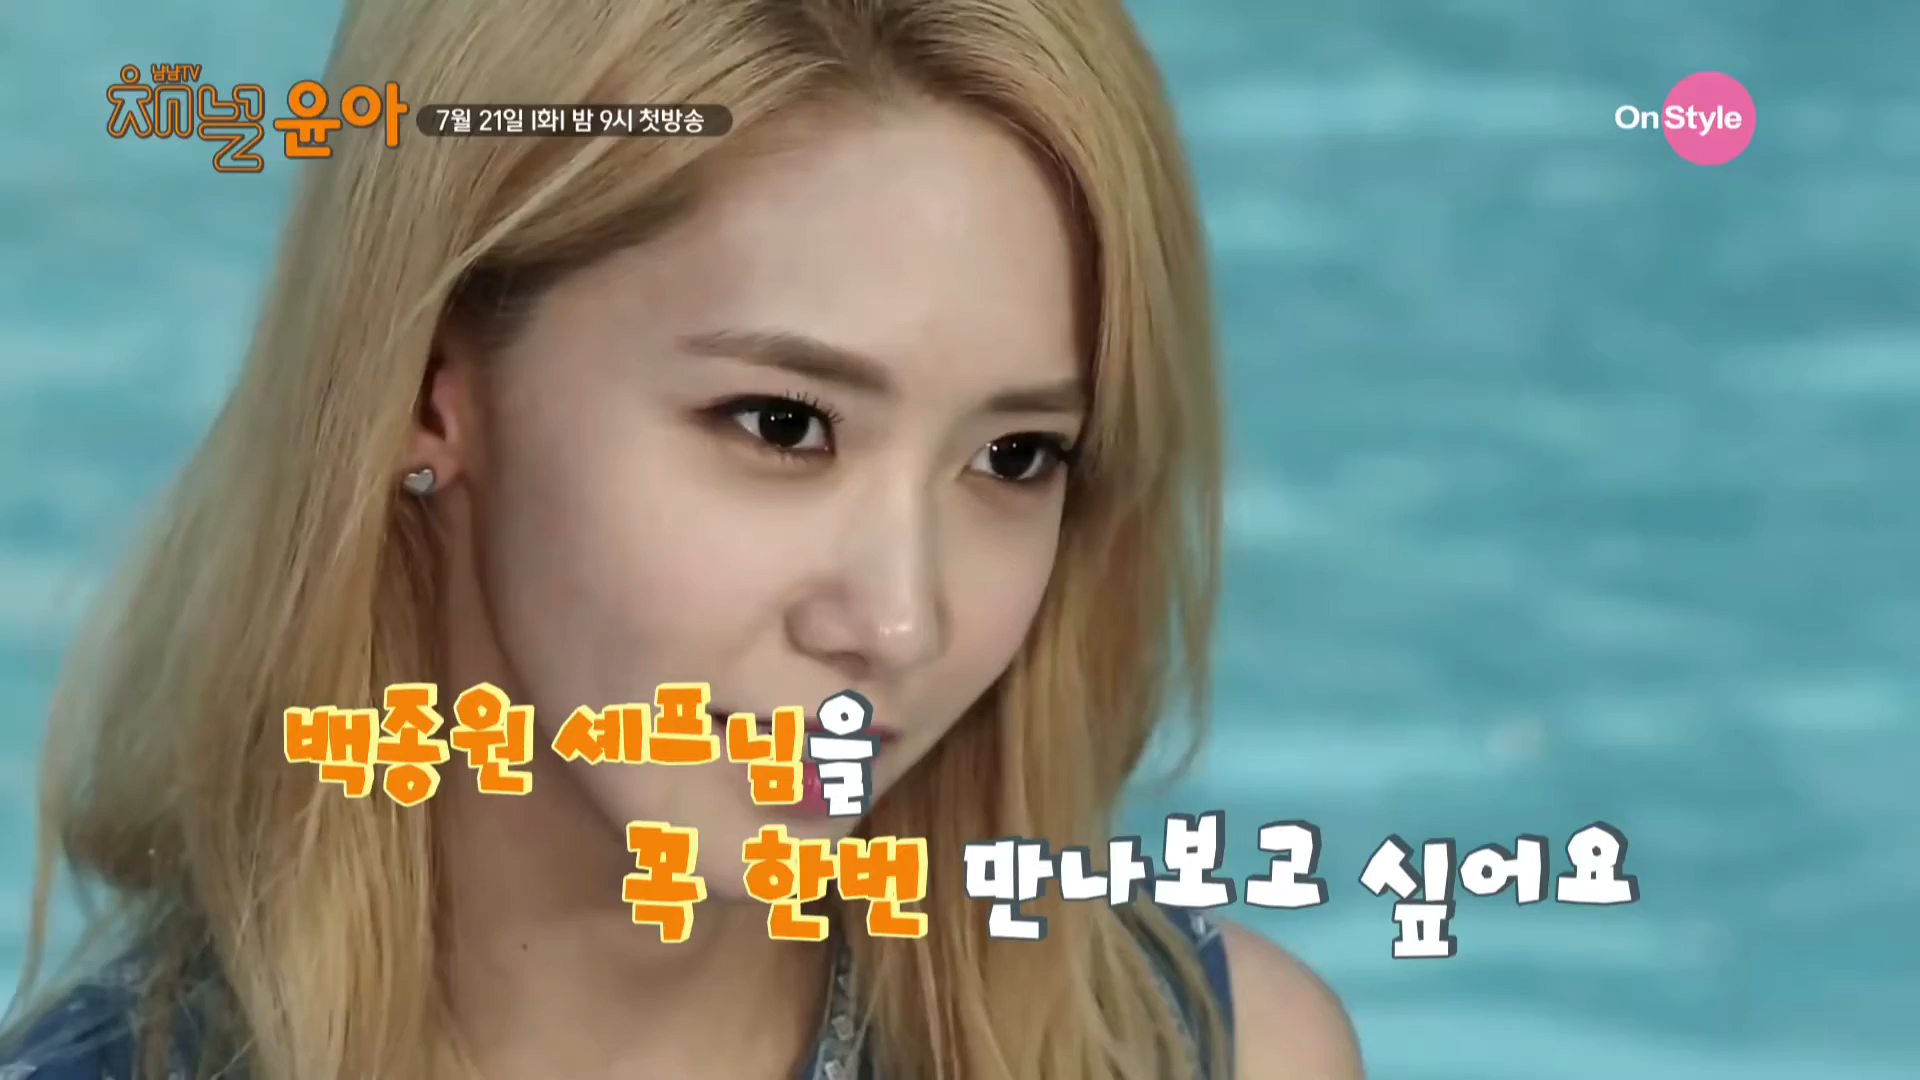 냠냠TV
채널 윤아
7월 21일 |화| 밤 9시 첫방송
On Style
백종원 셰프님을
꼭 한번 만나보고 싶어요